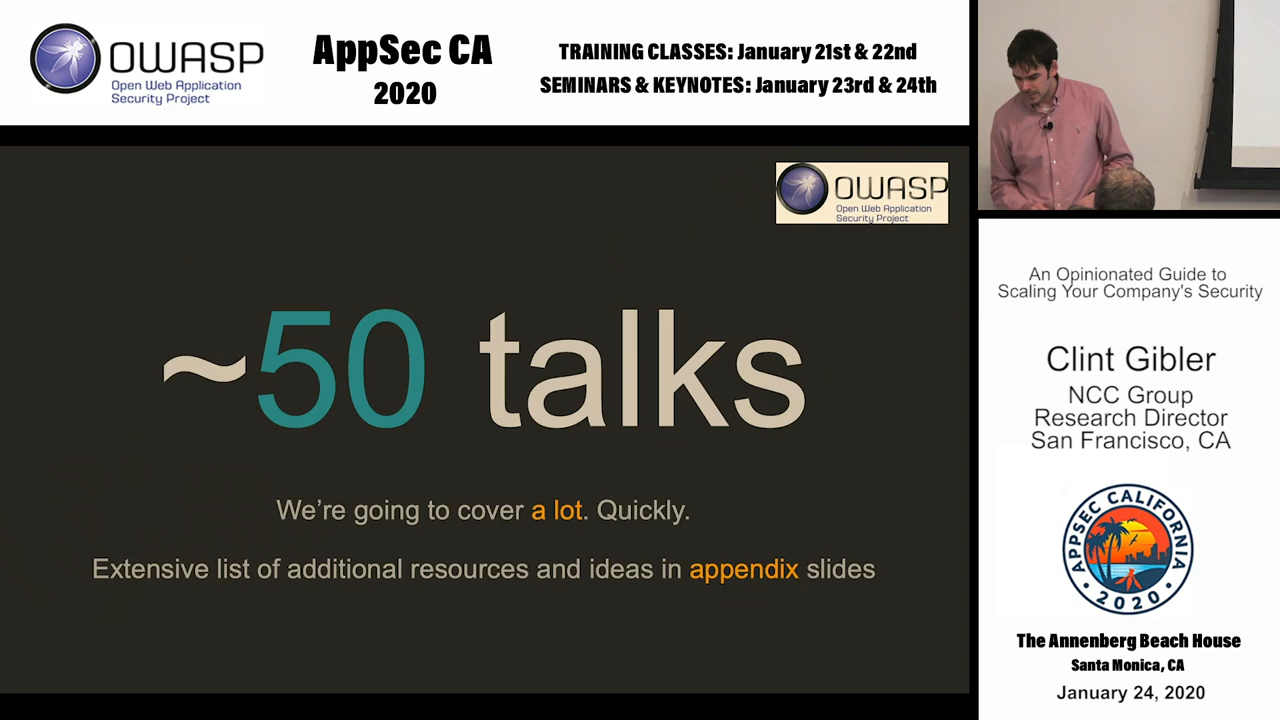 OWASP
Open Web Application
Security Project
AppSec CA
2020
TRAINING CLASSES: January 21st & 22nd
SEMINARS & KEYNOTES: January 23rd & 24th
OWASP
Open Web Application
Security Project
~50 talks
We're going to cover a lot. Quickly.
Extensive list of additional resources and ideas in appendix slides
An Opinionated Guide to
Scaling Your Company's Security
Clint Gibler
NCC Group
Research Director
San Francisco, CA
APPSEC CALIFORNIA
• 2020 •
The Annenberg Beach House
Santa Monica, CA
January 24, 2020